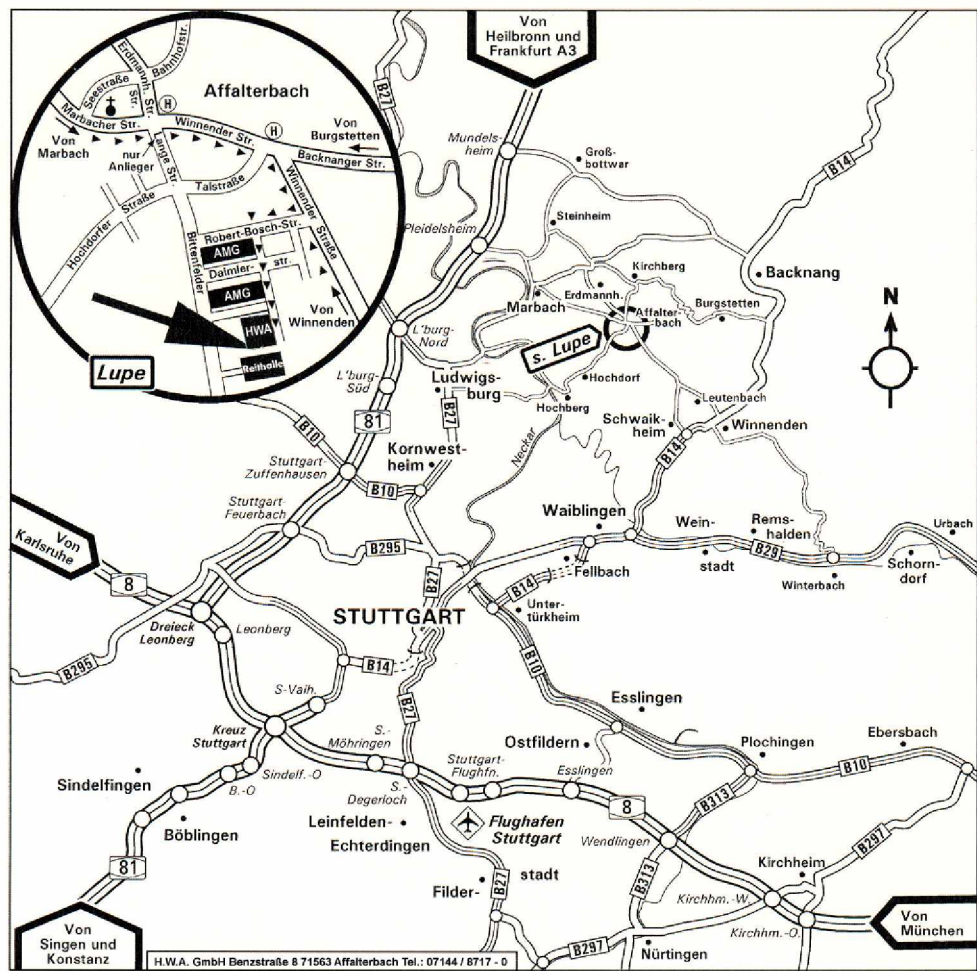 Von
Heilbronn und
Frankfurt A3
Affalterbach
Erdmannh. Str.
Bahnhofstr.
Seestraße
Str.
Marbacher Str.
H
Winnender Str.
H
Von
Burgstetten
Backnanger Str.
Von
Marbach
nur
Anlieger
Lange Str.
Talstraße
Hochdorfer Straße
Winnender Straße
Bittenfelder
Robert-Bosch-Str.
AMG
Daimler-
str.
AMG
Von
Winnenden
HWA
Reithalle
Lupe
B27
Mundels-
heim
Groß-
bottwar
B14
Steinheim
Pleidelsheim
Kirchberg
Backnang
Erdmannh.
Marbach
Affalter-
bach
Burgstetten
N
s. Lupe
L'burg-
Nord
L'burg-
Süd
Ludwigs-
burg
Hochdorf
Hochberg
Leutenbach
Schwaik-
heim
Winnenden
81
B27
B10
Kornwest-
heim
Neckar
B14
Stuttgart-
Zuffenhausen
B10
Stuttgart-
Feuerbach
Waiblingen
Wein-
stadt
Rems-
halden
Urbach
Von
Karlsruhe
B295
B27
Fellbach
B14
B29
Winterbach
Schorn-
dorf
8
STUTTGART
Unter-
türkheim
Dreieck
Leonberg
Leonberg
B295
B14
B10
S-Vaih.
B27
Esslingen
Kreuz
Stuttgart
S.-
Möhringen
Ostfildern
Plochingen
Ebersbach
Sindelfingen
Sindelf.-O
B.-O
S.-
Degerloch
Stuttgart-
Flughfn.
Esslingen
B10
B313
8
Böblingen
Leinfelden-
Echterdingen
Flughafen
Stuttgart
Wendlingen
B297
81
Kirchheim
Filder-
stadt
B27
B313
Kirchhm.-W.
Kirchhm.-O.
Von
München
Von
Singen und
Konstanz
B297
Nürtingen
H.W.A. GmbH Benzstraße 8 71563 Affalterbach Tel.: 07144 / 8717 - 0